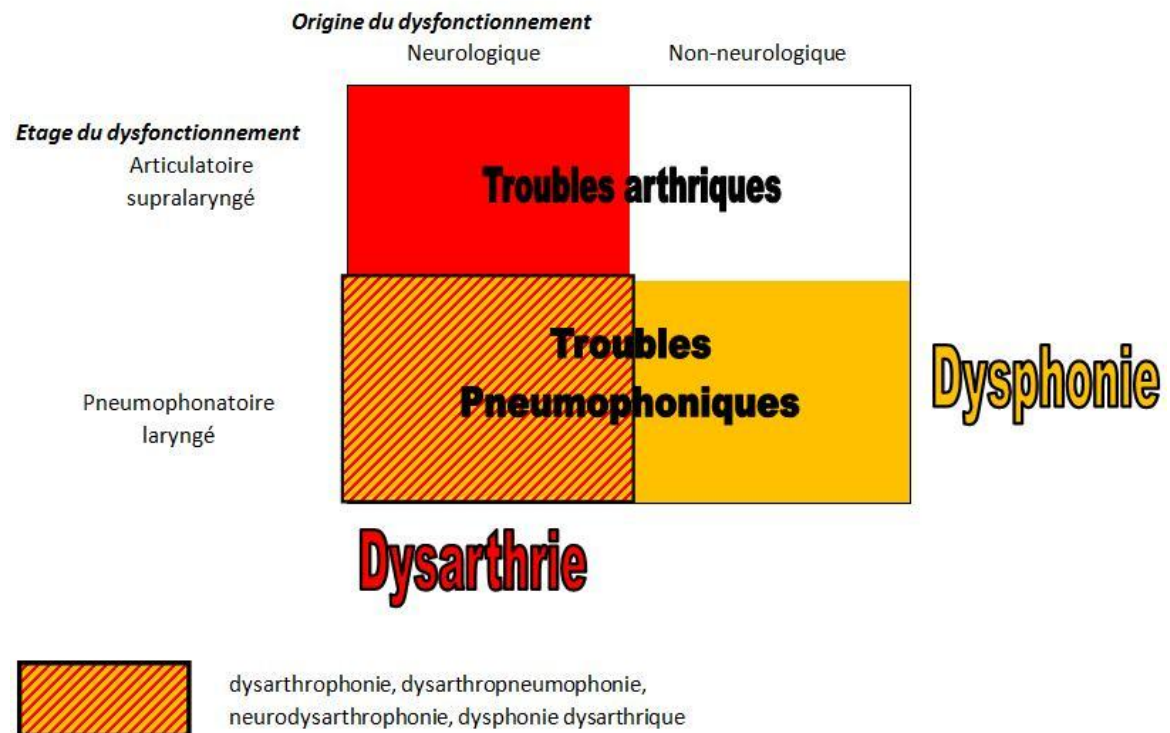 Origine du dysfonctionnement
Neurologique Non-neurologique
Etage du dysfonctionnement
Articulatoire
supralaryngé
Troubles arthriques
Pneumophonatoire
laryngé
Troubles
Pneumophoniques
Dysphonie
Dysarthrie
dysarthrophonie, dysarthropneumophonie,
neurodysarthrophonie, dysphonie dysarthrique